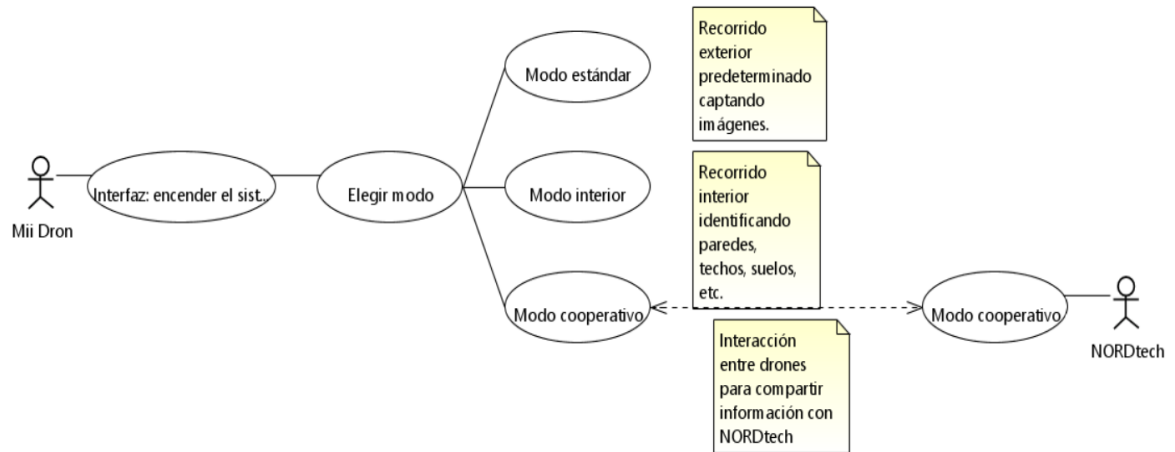 Recorrido
exterior
predeterminado
captando
imágenes.
Modo estándar
Mii Dron
Interfaz: encender el sist...
Elegir modo
Modo interior
Recorrido
interior
identificando
paredes,
techos, suelos,
etc.
Modo cooperativo
Modo cooperativo
NORDtech
Interacción
entre drones
para compartir
información con
NORDtech